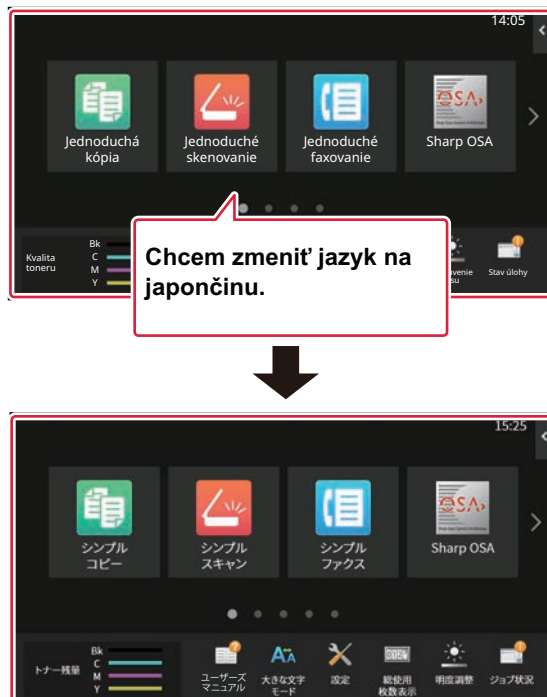 14:05
Jednoduchá
kópia
Jednoduché
skenovanie
Jednoduché
faxovanie
Sharp OSA
Kvalita
toneru
Bk
C
M
Y
Chcem zmeniť jazyk na
japončinu.
Stav úlohy
15:25
シンプル
コピー
シンプル
スキャン
シンプル
ファクス
Sharp OSA
トナー残量
Bk
C
M
Y
ユーザーズ
マニュアル
大きな文字
モード
設定
総使用
枚数表示
明度調整
ジョブ状況